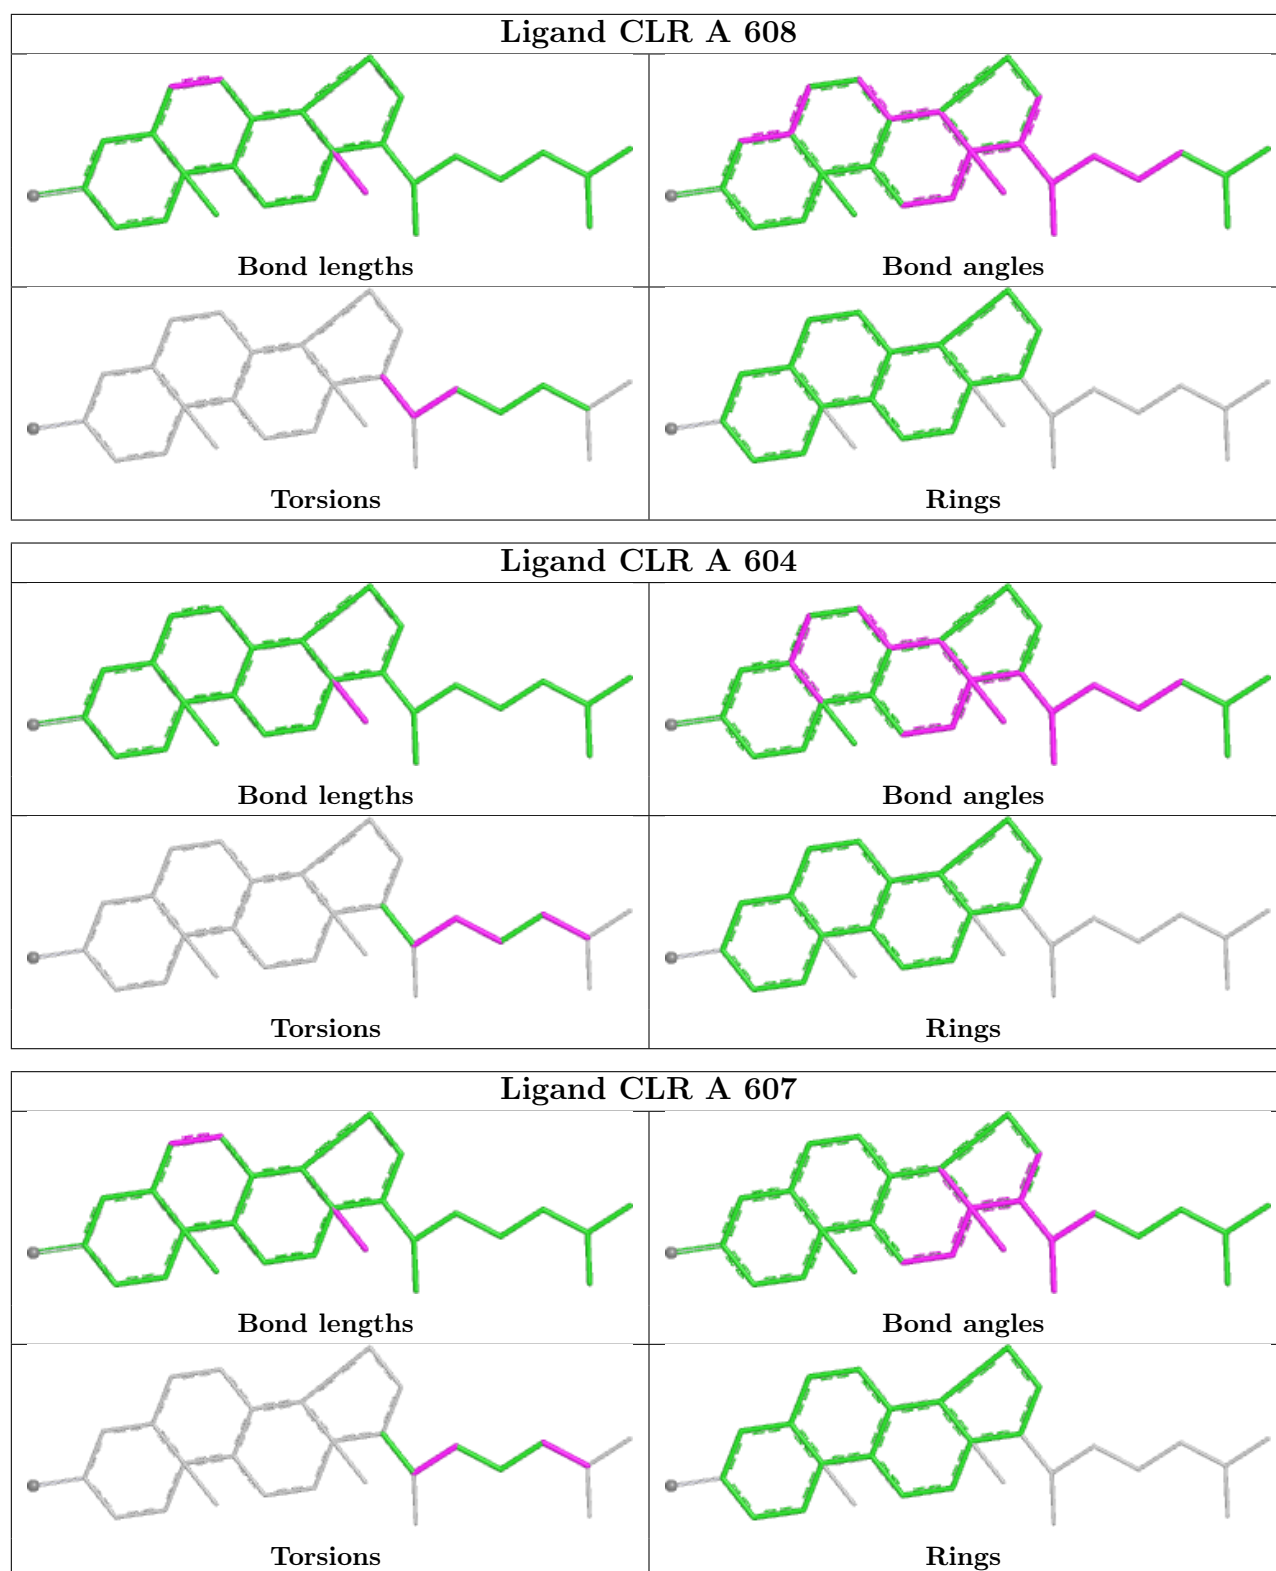 Ligand CLR A 608
Bond lengths
Bond angles
Torsions
Rings
Ligand CLR A 604
Bond lengths
Bond angles
Torsions
Rings
Ligand CLR A 607
Bond lengths
Bond angles
Torsions
Rings